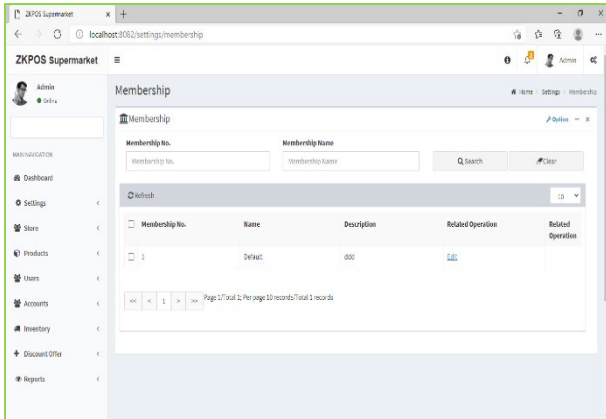 ZKPOS Supermarket
localhost:8082/settings/membership
ZKPOS Supermarket
Admin
Admin
Online
Membership
Home Settings Membership
Membership
Option
Membership No.
Membership Name
Membership No.
Membership Name
Search
Clear
MAIN NAVIGATION
Dashboard
Settings
Store
Products
Users
Accounts
Inventory
Discount Offer
Reports
Refresh
10
Membership No. Name Description Related Operation Related Operation
1 Default ddd Edit
<< < 1 > >> Page 1/Total 1; Per page 10 records/Total 1 records